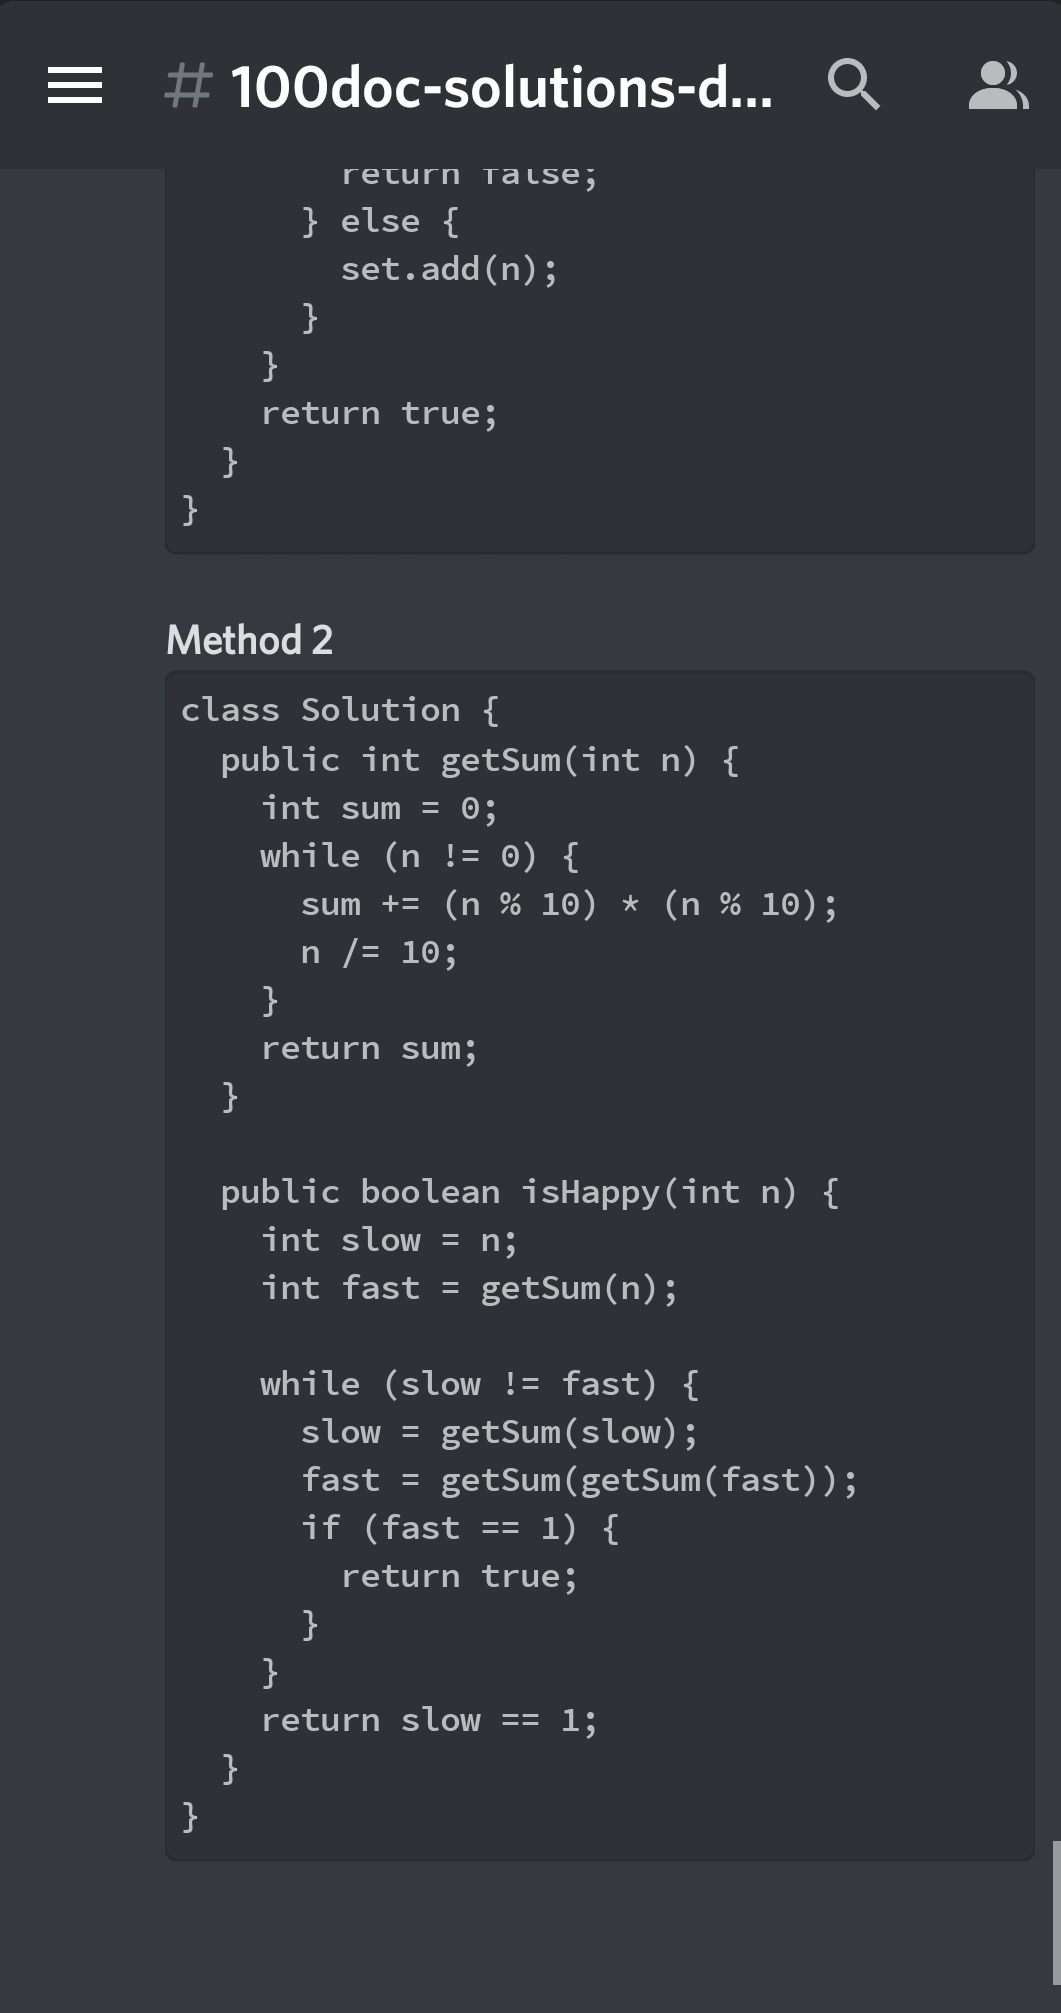 # 100doc-solutions-d...
return false;
} else {
set.add(n);
}
}
return true;
}
}
Method 2
class Solution {
public int getSum(int n) {
int sum = 0;
while (n != 0) {
sum += (n % 10) * (n % 10);
n /= 10;
}
return sum;
}
public boolean isHappy(int n) {
int slow = n;
int fast = getSum(n);
while (slow != fast) {
slow = getSum(slow);
fast = getSum(getSum(fast));
if (fast == 1) {
return true;
}
}
return slow == 1;
}
}